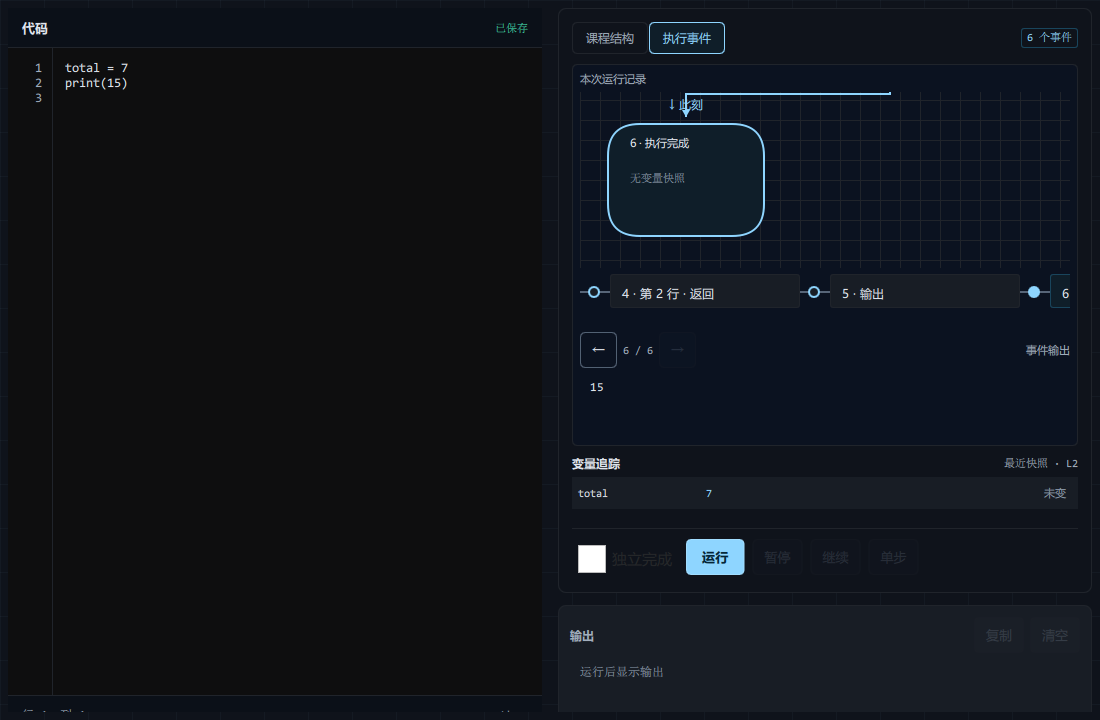 代码
已保存
1 total = 7
2 print(15)
3
课程结构
执行事件
6 个事件
本次运行记录
↓ 此刻
6 · 执行完成
无变量快照
4 · 第 2 行 · 返回
5 · 输出
6
← 6 / 6 →
事件输出
15
变量追踪
最近快照 · L2
total 7 未变
独立完成
运行
暂停
继续
单步
输出
复制
清空
运行后显示输出